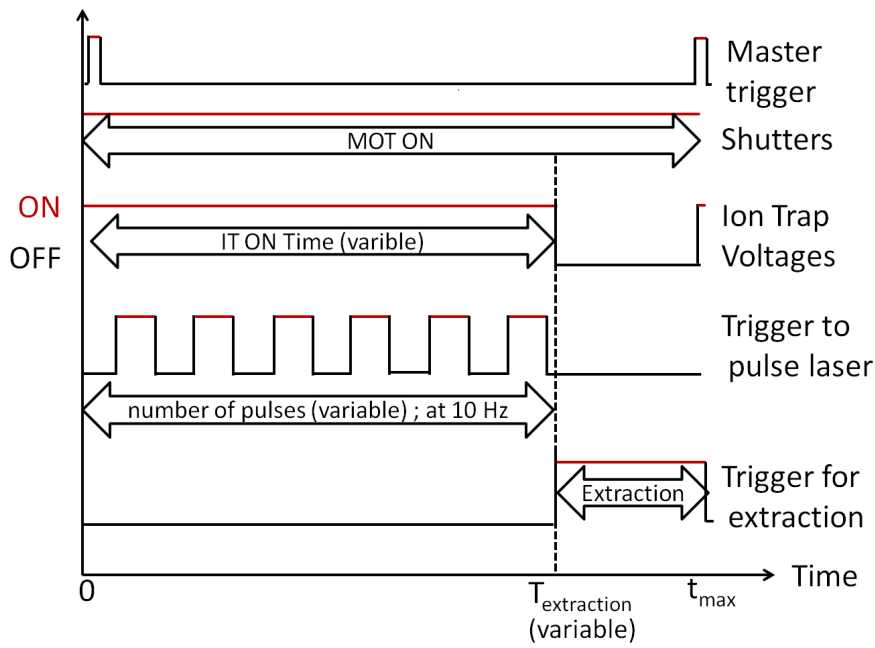 Master
trigger
MOT ON
Shutters
ON
OFF
IT ON Time (varible)
Ion Trap
Voltages
Trigger to
pulse laser
number of pulses (variable) ; at 10 Hz
Extraction
Trigger for
extraction
Time
0
Textraction
(variable)
tmax